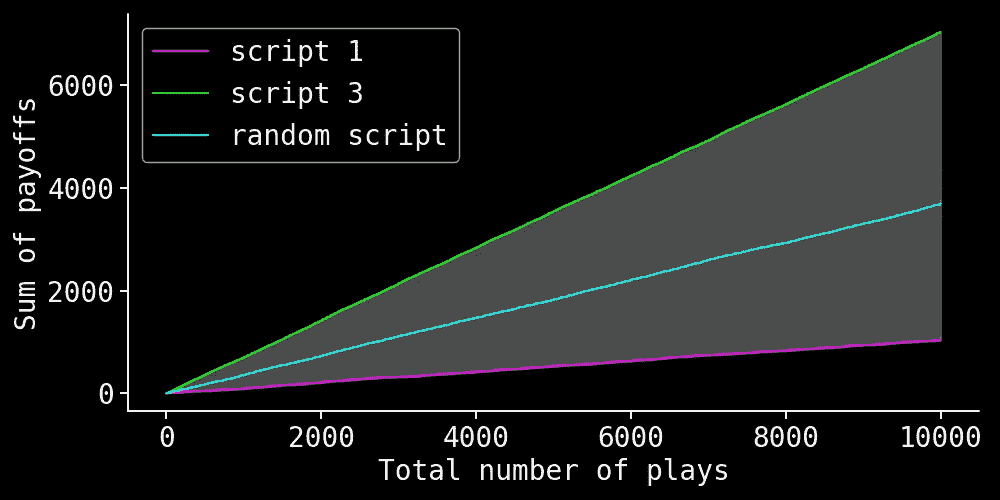 script 1
script 3
random script
Sum of payoffs
6000
4000
2000
0
0 2000 4000 6000 8000 10000
Total number of plays